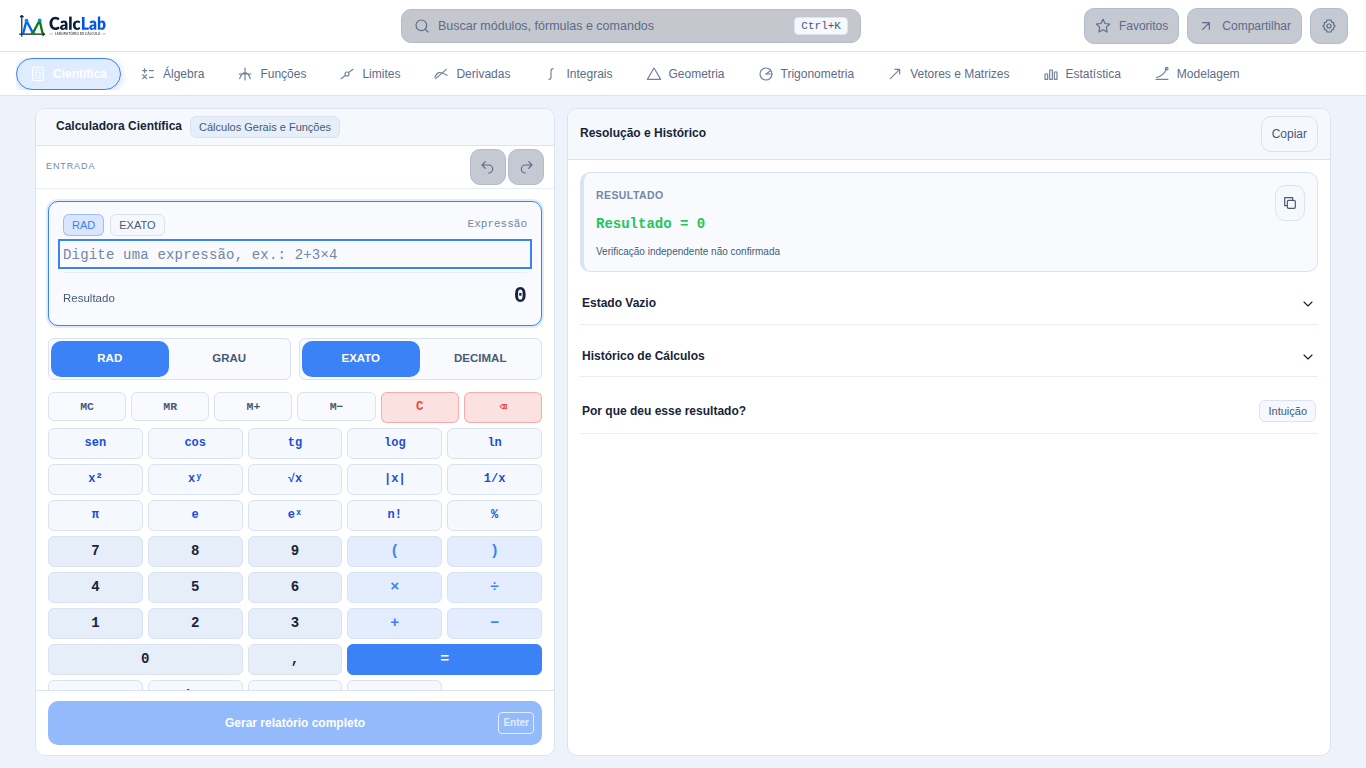 CalcLab
LABORATÓRIO DE CÁLCULO
Buscar módulos, fórmulas e comandos
Ctrl+K
Favoritos
Compartilhar
Científica
Álgebra
Funções
Limites
Derivadas
Integrais
Geometria
Trigonometria
Vetores e Matrizes
Estatística
Modelagem
Calculadora Científica
Cálculos Gerais e Funções
ENTRADA
RAD
EXATO
Expressão
Digite uma expressão, ex.: 2+3×4
Resultado
0
RAD
GRAU
EXATO
DECIMAL
MC
MR
M+
M−
C
⌫
sen
cos
tg
log
ln
x²
xʸ
√x
|x|
1/x
π
e
eˣ
n!
%
7
8
9
(
)
4
5
6
×
÷
1
2
3
+
−
0
,
=
Gerar relatório completo
Enter
Resolução e Histórico
Copiar
RESULTADO
Resultado = 0
Verificação independente não confirmada
Estado Vazio
Histórico de Cálculos
Por que deu esse resultado?
Intuição